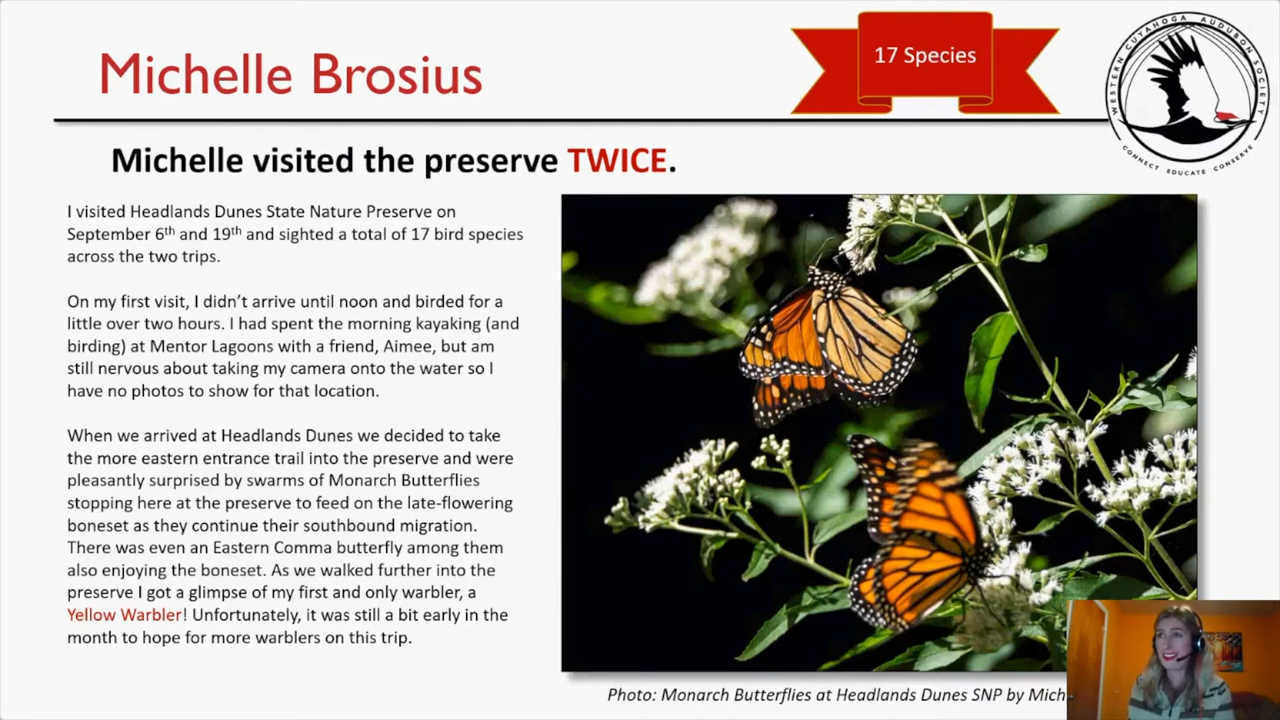 Michelle Brosius
17 Species
WESTERN CUYAHOGA AUDUBON SOCIETY
CONNECT EDUCATE CONSERVE
Michelle visited the preserve TWICE.
I visited Headlands Dunes State Nature Preserve on
September 6th and 19th and sighted a total of 17 bird species
across the two trips.
On my first visit, I didn't arrive until noon and birded for a
little over two hours. I had spent the morning kayaking (and
birding) at Mentor Lagoons with a friend, Aimee, but am
still nervous about taking my camera onto the water so I
have no photos to show for that location.
When we arrived at Headlands Dunes we decided to take
the more eastern entrance trail into the preserve and were
pleasantly surprised by swarms of Monarch Butterflies
stopping here at the preserve to feed on the late-flowering
boneset as they continue their southbound migration.
There was even an Eastern Comma butterfly among them
also enjoying the boneset. As we walked further into the
preserve I got a glimpse of my first and only warbler, a
Yellow Warbler! Unfortunately, it was still a bit early in the
month to hope for more warblers on this trip.
Photo: Monarch Butterflies at Headlands Dunes SNP by